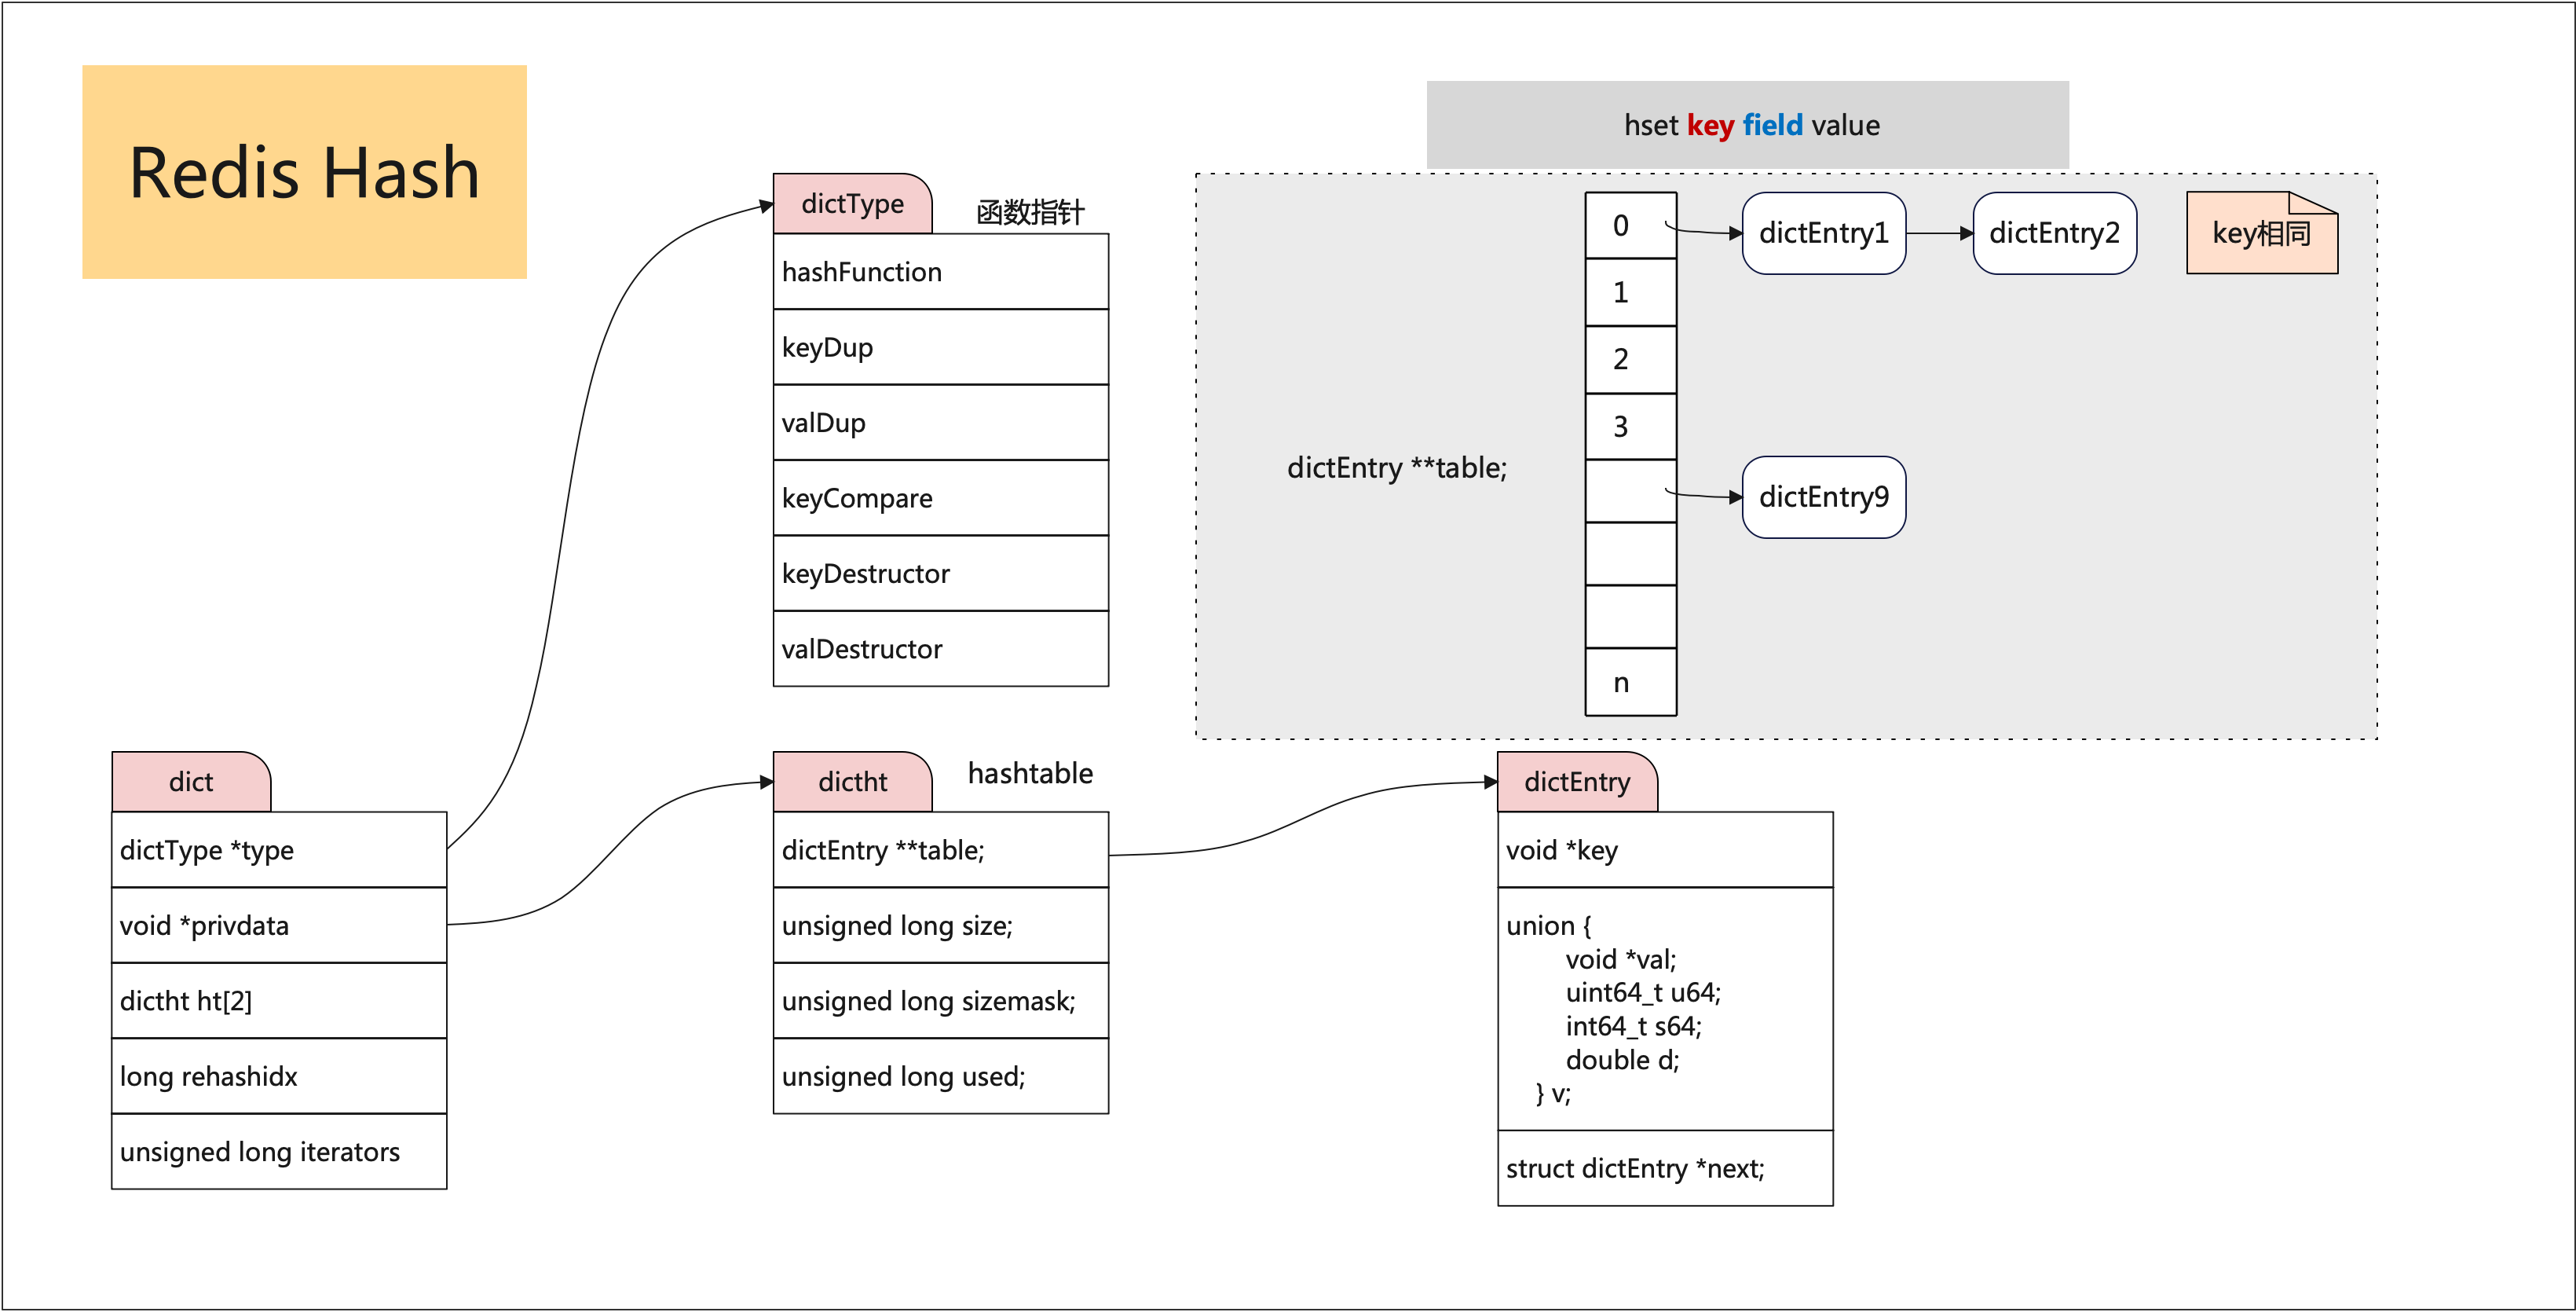 Redis Hash
hset key field value
dictType
函数指针
hashFunction
keyDup
valDup
keyCompare
keyDestructor
valDestructor
dictEntry **table;
0
1
2
3
n
dictEntry1
dictEntry2
key相同
dictEntry9
dict
dictType *type
void *privdata
dictht ht[2]
long rehashidx
unsigned long iterators
dictht
hashtable
dictEntry **table;
unsigned long size;
unsigned long sizemask;
unsigned long used;
dictEntry
void *key
union {
void *val;
uint64_t u64;
int64_t s64;
double d;
} v;
struct dictEntry *next;